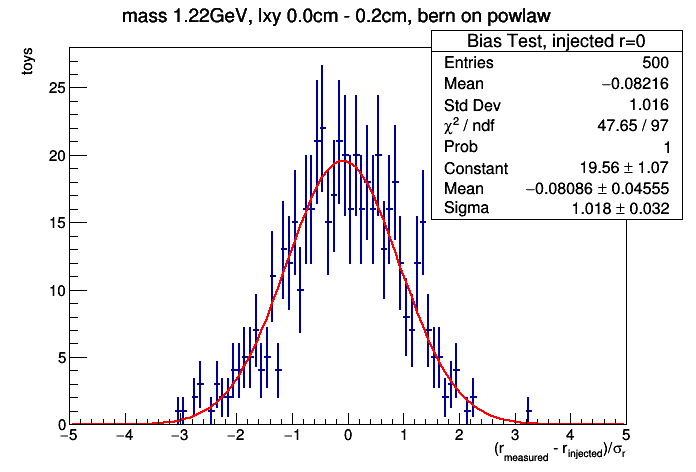 mass 1.22GeV, lxy 0.0cm - 0.2cm, bern on powlaw
toys
Bias Test, injected r=0
Entries 500
Mean −0.08216
Std Dev 1.016
χ² / ndf 47.65 / 97
Prob 1
Constant 19.56 ± 1.07
Mean −0.08086 ± 0.04555
Sigma 1.018 ± 0.032
25
20
15
10
5
0
−5 −4 −3 −2 −1 0 1 2 3 4 5
(r_measured - r_injected)/σ_r